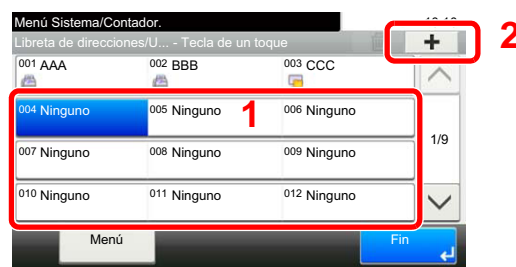 Menú Sistema/Contador.
Libreta de direcciones/U... - Tecla de un toque
2
001 AAA 002 BBB 003 CCC
004 Ninguno 005 Ninguno 1 006 Ninguno
1/9
007 Ninguno 008 Ninguno 009 Ninguno
010 Ninguno 011 Ninguno 012 Ninguno
Menú Fin